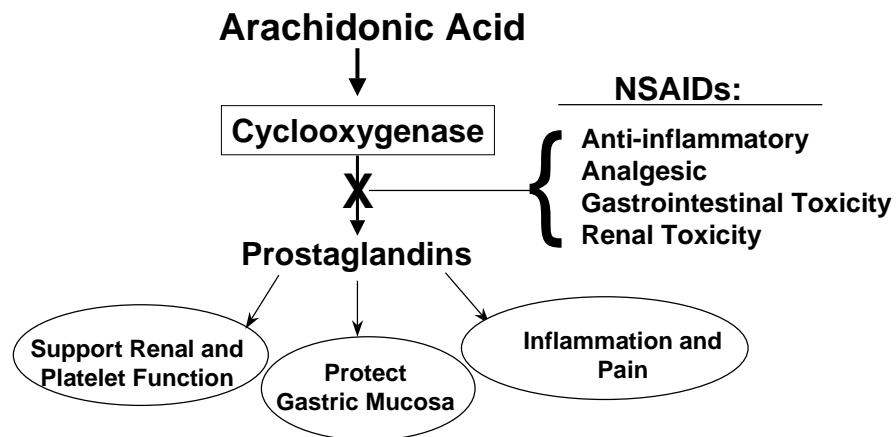 Arachidonic Acid
Cyclooxygenase
X
Prostaglandins
NSAIDs:
Anti-inflammatory
Analgesic
Gastrointestinal Toxicity
Renal Toxicity
Support Renal and
Platelet Function
Protect
Gastric Mucosa
Inflammation and
Pain